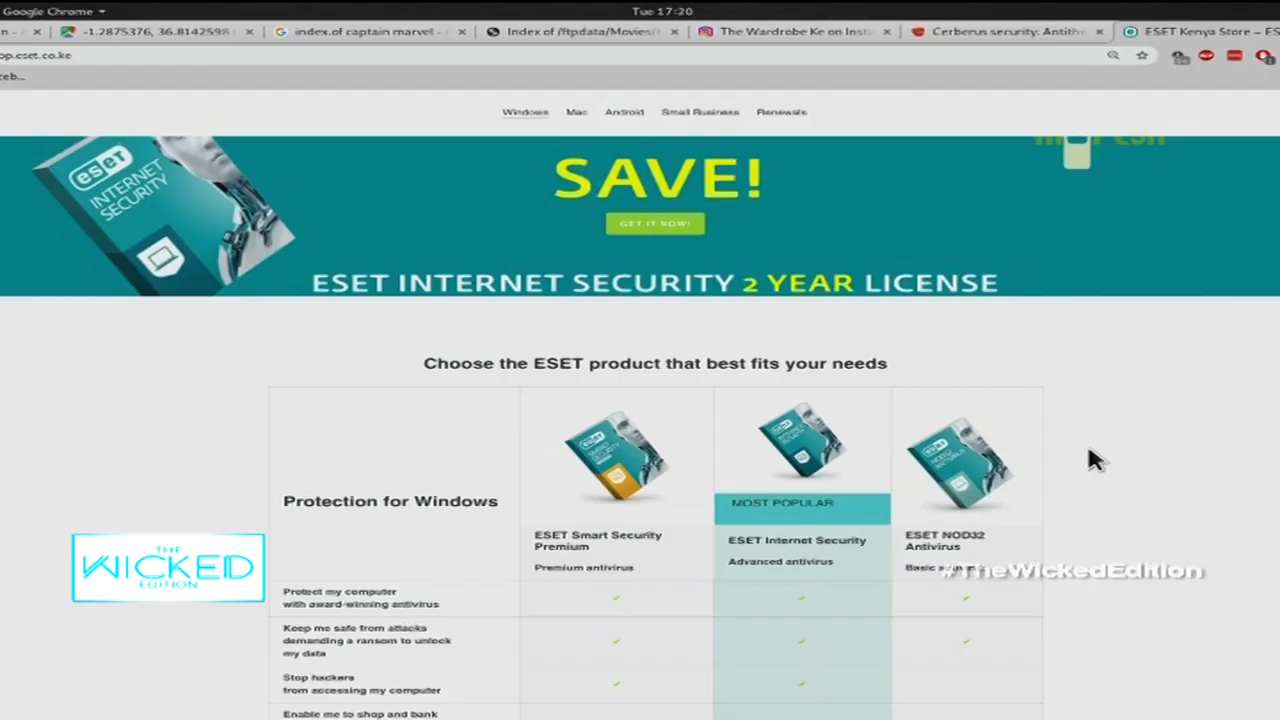 Google Chrome
Tue 17:20
-1.2875376, 36.8142598
index.of captain marvel -
Index of /ftpdata/Movies/
The Wardrobe Ke on Inst
Cerberus security: Antith
ESET Kenya Store – ES
op.eset.co.ke
ceb...
Windows Mac Android Small Business Renewals
eset
INTERNET
SECURITY
SAVE!
GET IT NOW!
ESET INTERNET SECURITY 2 YEAR LICENSE
Choose the ESET product that best fits your needs
Protection for Windows
MOST POPULAR
ESET Smart Security
Premium
Premium antivirus
ESET Internet Security
Advanced antivirus
ESET NOD32
Antivirus
Basic
#TheWickedEdition
THE
WICKED
EDITION
Protect my computer
with award-winning antivirus
Keep me safe from attacks
demanding a ransom to unlock
my data
Stop hackers
from accessing my computer
Enable me to shop and bank